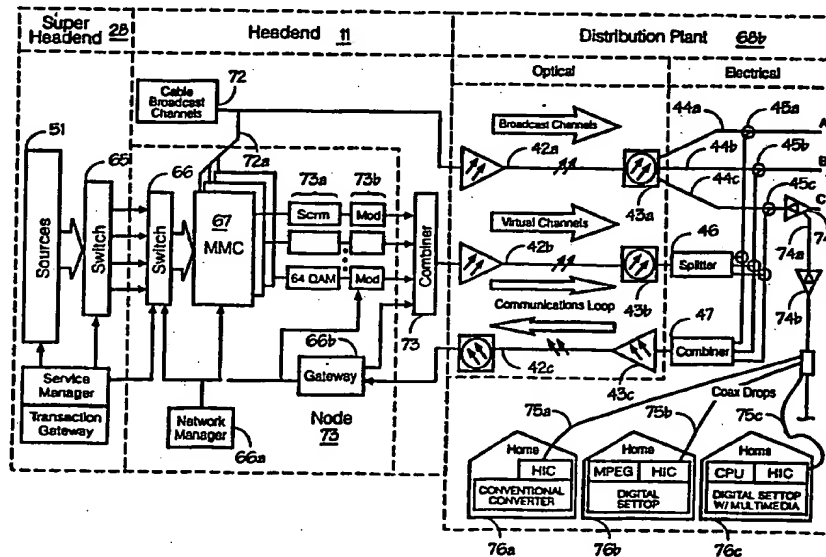 Super Headend 28
Headend 11
Distribution Plant 68b
Optical
Electrical
72
Cable Broadcast Channels
72a
51
65
66
Sources
Switch
Switch
67
MMC
73a
73b
Scrm
Mod
64 QAM
Mod
Combiner
73
66b
Gateway
Node
73
Service Manager
Transaction Gateway
Network Manager
66a
Broadcast Channels
42a
43a
44a
44b
44c
45a
45b
45c
A
B
C
74
74a
74b
Virtual Channels
42b
43b
46
Splitter
Communications Loop
42c
43c
47
Combiner
Coax Drops
75a
75b
75c
Home
HIC
CONVENTIONAL CONVERTER
76a
Home
MPEG
HIC
DIGITAL SETTOP
76b
Home
CPU
HIC
DIGITAL SETTOP W/ MULTIMEDIA
76c